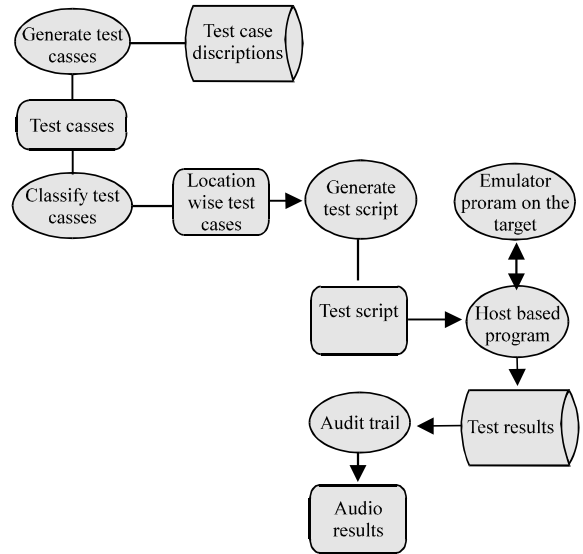 Generate test
casses
Test case
discriptions
Test casses
Classify test
casses
Location
wise test
cases
Generate
test script
Emulator
proram on the
target
Test script
Host based
program
Audit trail
Test results
Audio
results